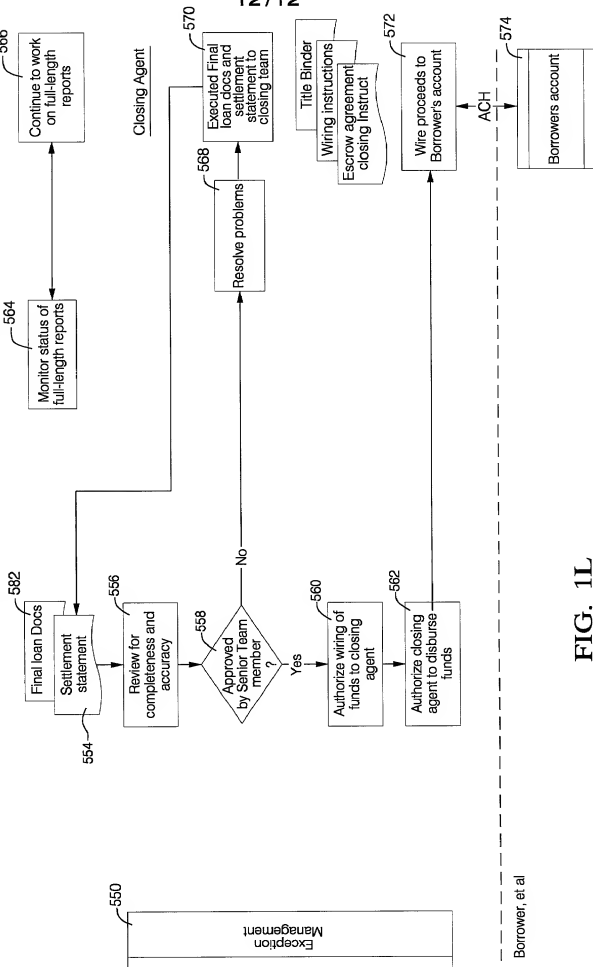 12/12
566
Continue to work
on full-length
reports
564
Monitor status of
full-length reports
Closing Agent
570
Executed Final
loan docs and
settlement
statement to
closing team
568
Resolve problems
572
Wire proceeds to
Borrower's account
574
Borrowers account
ACH
Title Binder
Wiring instructions
Escrow agreement
closing Instruct
582
Final loan Docs
Settlement
statement
554
556
Review for
completeness and
accuracy
558
Approved
by Senior Team
member
?
No
Yes
560
Authorize wiring of
funds to closing
agent
562
Authorize closing
agent to disburse
funds
550
Exception
Management
Borrower, et al
FIG. 1L